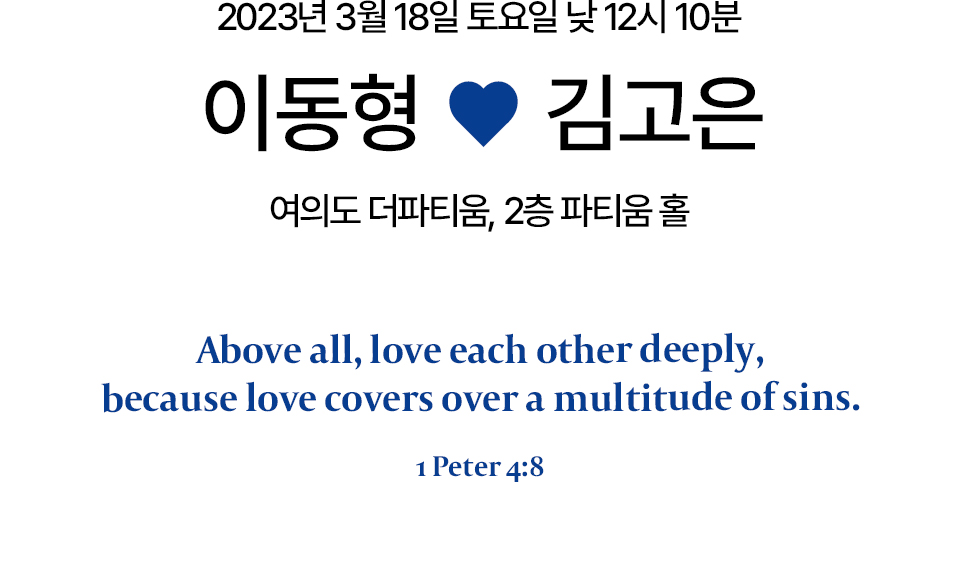 2023년 3월 18일 토요일 낮 12시 10분
이동형 ♥ 김고은
여의도 더파티움, 2층 파티움 홀
Above all, love each other deeply,
because love covers over a multitude of sins.
1 Peter 4:8